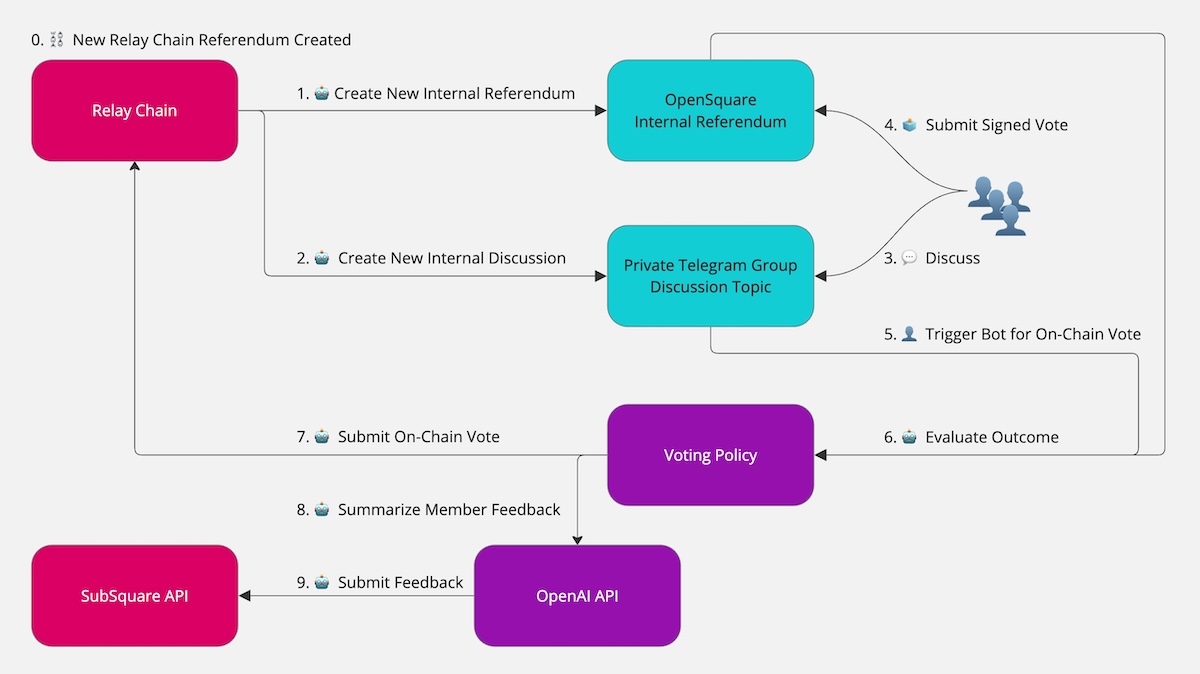 0. ⛓ New Relay Chain Referendum Created
Relay Chain
1. 🤖 Create New Internal Referendum
OpenSquare
Internal Referendum
4. 🗳 Submit Signed Vote
2. 🤖 Create New Internal Discussion
Private Telegram Group
Discussion Topic
3. 💬 Discuss
5. 👤 Trigger Bot for On-Chain Vote
7. 🤖 Submit On-Chain Vote
Voting Policy
6. 🤖 Evaluate Outcome
8. 🤖 Summarize Member Feedback
SubSquare API
9. 🤖 Submit Feedback
OpenAI API